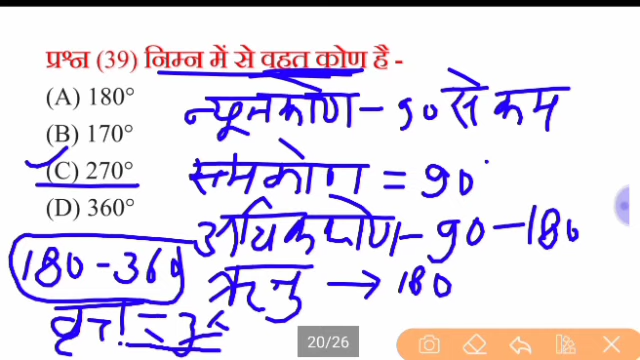 प्रश्न (39) निम्न में से वहत कोण है -
(A) 180°
न्यूनकोण - 90 से कम
(B) 170°
(C) 270°
समकोण = 90°
(D) 360°
अधिककोण - 90 - 180
180 - 360
ऋजु → 180
20/26